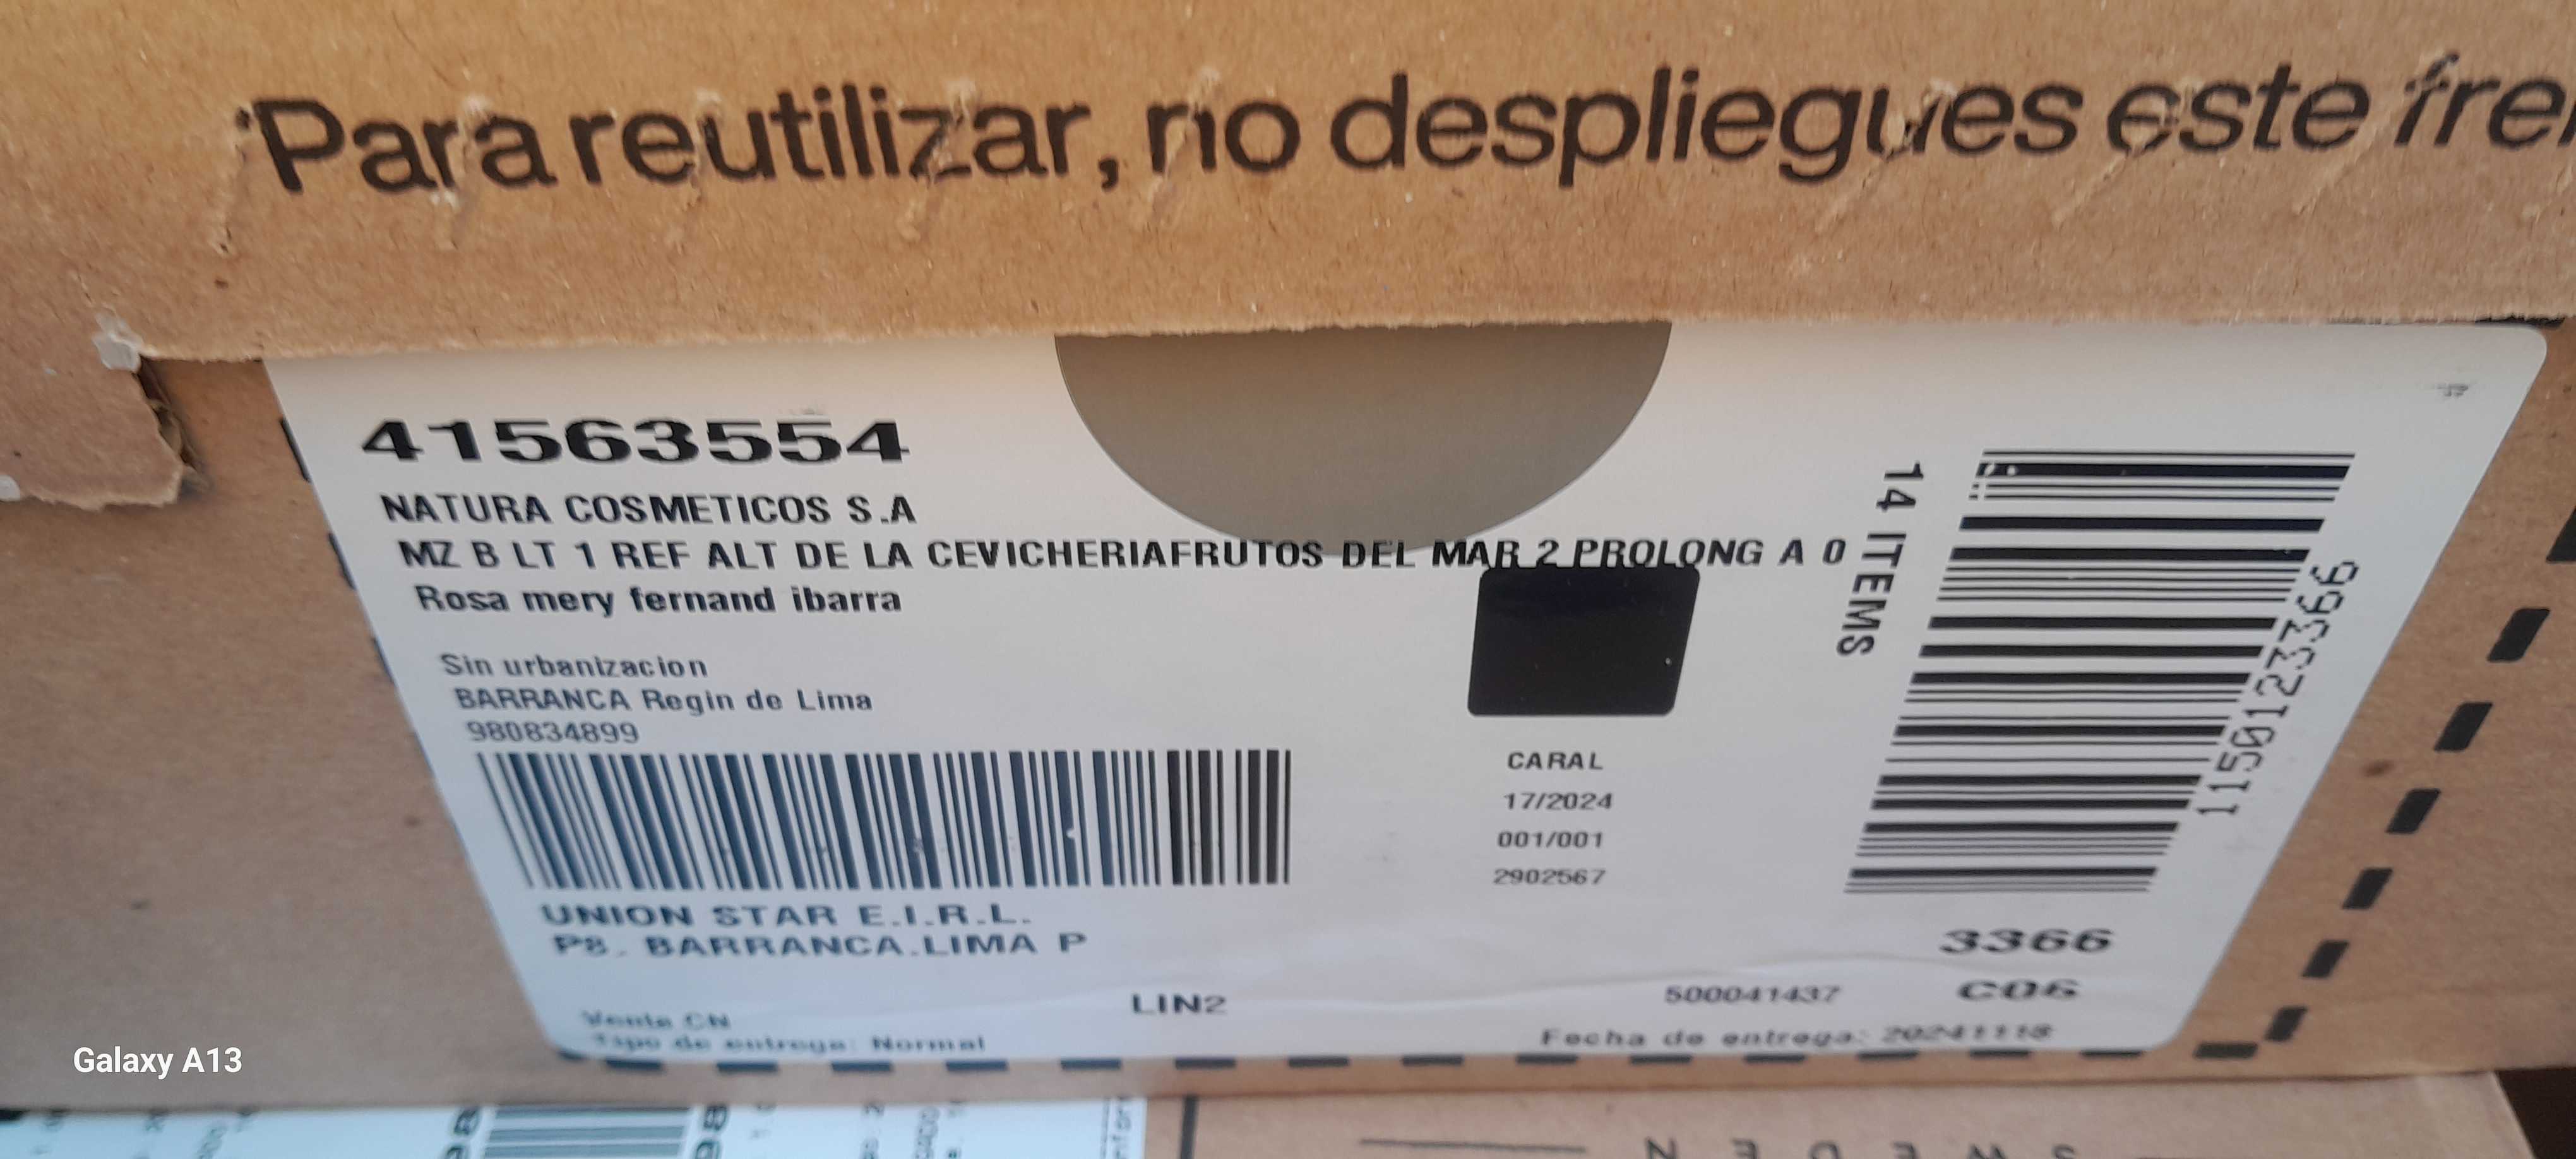 Para reutilizar, no despliegues este fre
41563554
NATURA COSMETICOS S.A
MZ B LT 1 REF ALT DE LA CEVICHERIAFRUTOS DEL MAR 2 PROLONG A 0
Rosa mery fernand ibarra
Sin urbanizacion
BARRANCA Regin de Lima
980834899
UNION STAR E.I.R.L.
P8. BARRANCA.LIMA P
LIN2
Venta CN
Tipo de entrega: Normal
CARAL
17/2024
001/001
2902567
14 ITEMS
1150123396
3366
500041437
C06
Fecha de entrega: 20241118
Galaxy A13